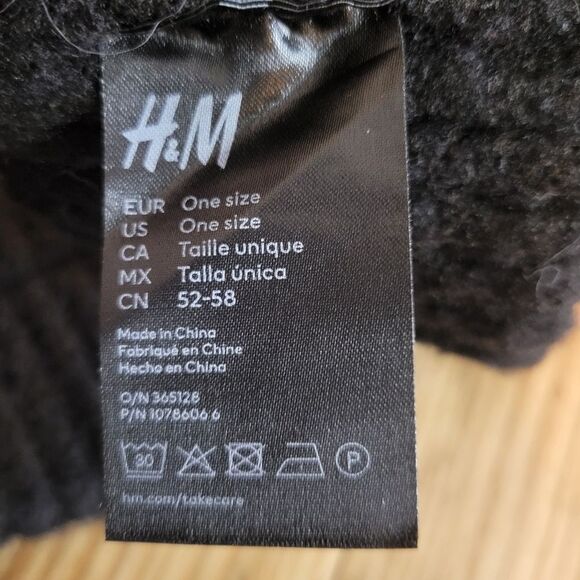 H&M
EUR One size
US One size
CA Taille unique
MX Talla única
CN 52-58
Made in China
Fabriqué en Chine
Hecho en China
O/N 365128
P/N 1078606 6
30 P
hm.com/takecare